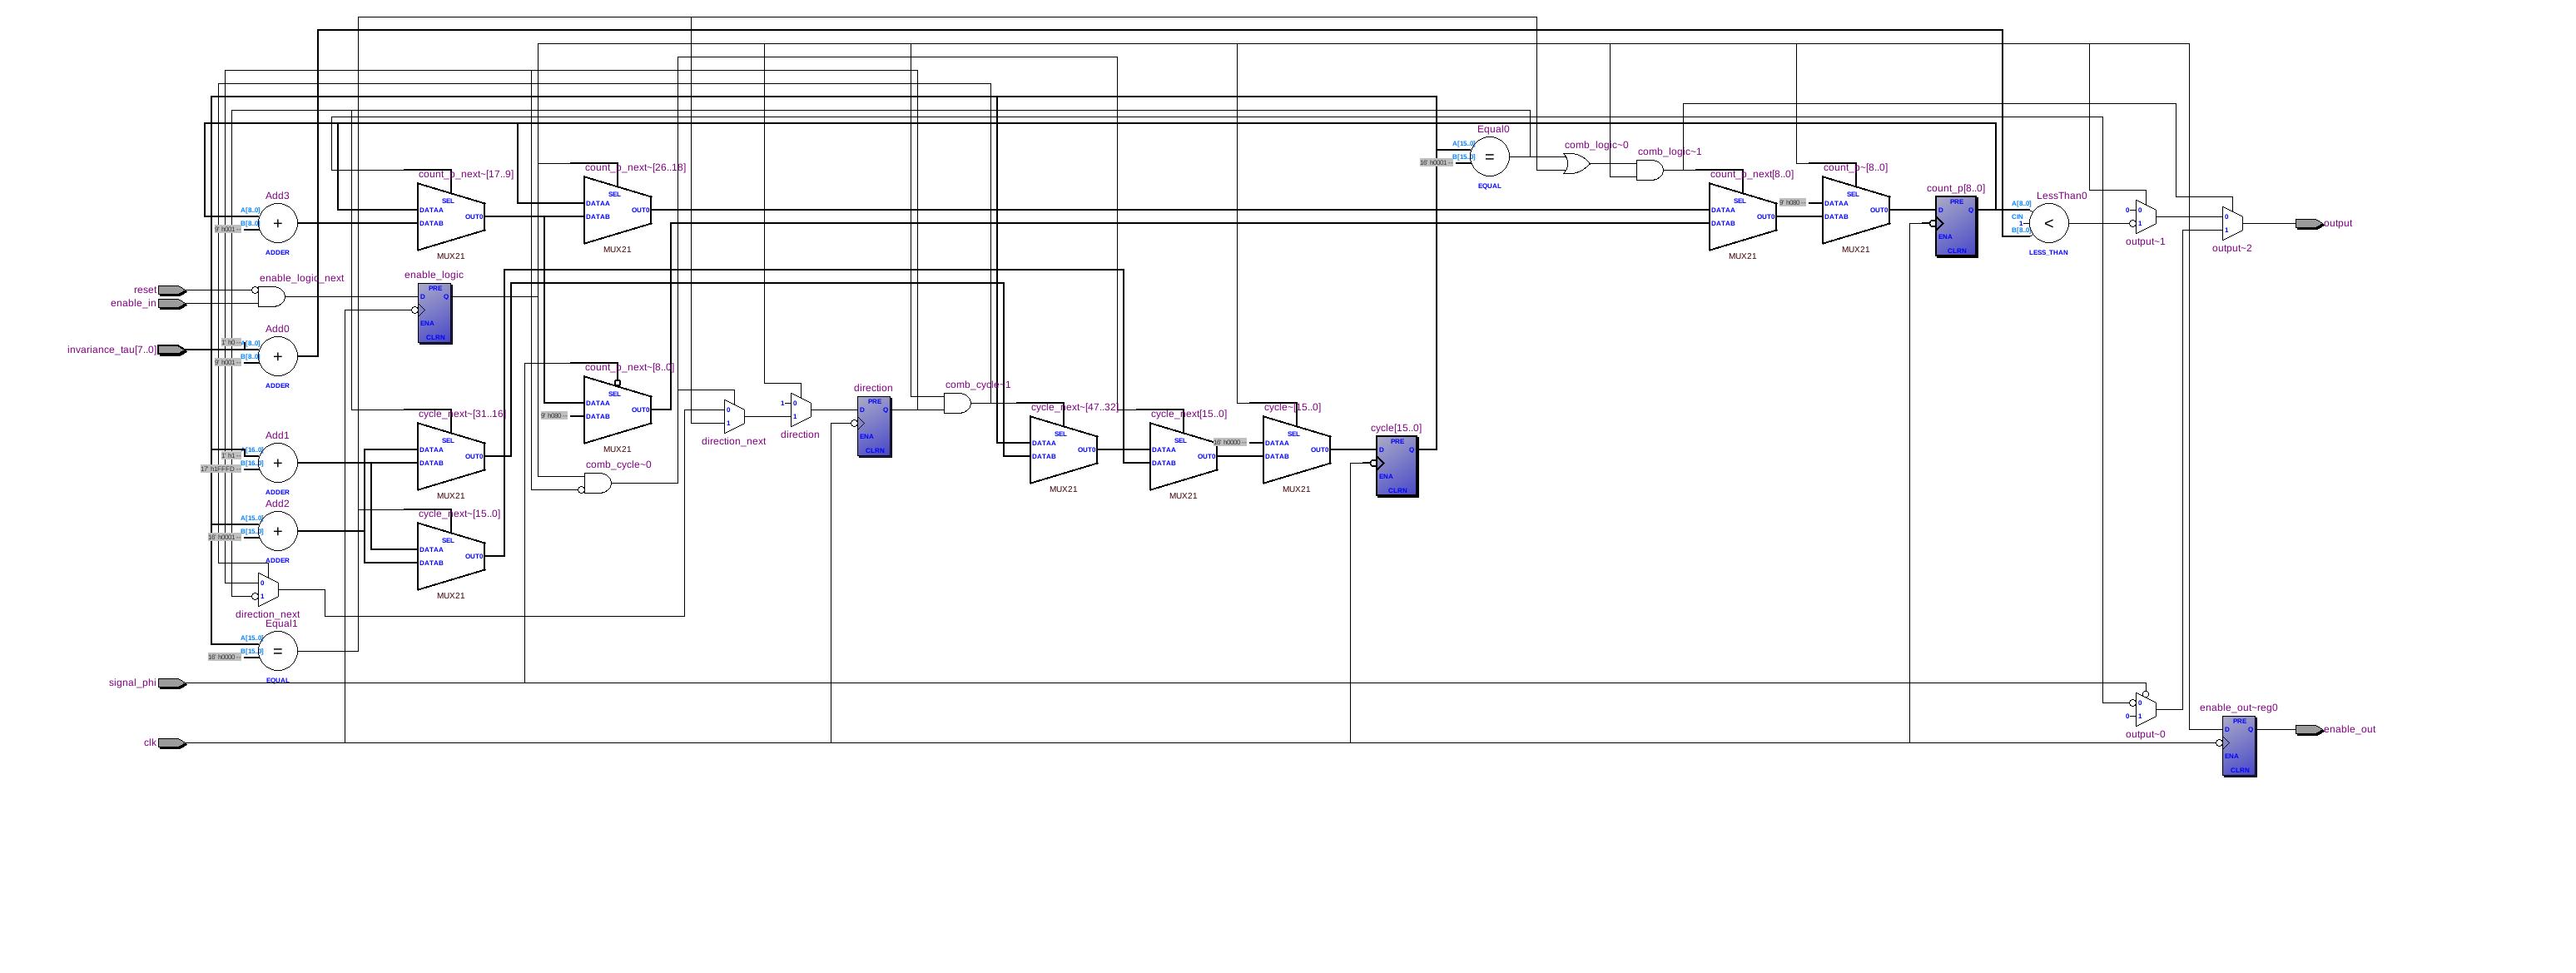 Equal0
comb_logic~0
comb_logic~1
A[15..0]
B[15..0]
16' h0001 --
=
EQUAL
count_p_next~[17..9]
SEL
DATAA
DATAB
OUT0
MUX21
count_p_next~[26..18]
SEL
DATAA
DATAB
OUT0
MUX21
count_p_next[8..0]
SEL
DATAA
DATAB
OUT0
MUX21
count_p~[8..0]
SEL
9' h080 --
DATAA
DATAB
OUT0
MUX21
count_p[8..0]
PRE
D
Q
ENA
CLRN
LessThan0
A[8..0]
CIN
1
B[8..0]
<
LESS_THAN
0
0
1
output~1
0
1
output~2
output
Add3
A[8..0]
B[8..0]
9' h001 --
+
ADDER
reset
enable_in
enable_logic_next
enable_logic
PRE
D
Q
ENA
CLRN
invariance_tau[7..0]
Add0
1' h0 --
A[8..0]
B[8..0]
9' h001 --
+
ADDER
count_p_next~[8..0]
SEL
DATAA
9' h080 --
DATAB
OUT0
MUX21
0
1
direction_next
1
0
1
direction
direction
PRE
D
Q
ENA
CLRN
comb_cycle~1
cycle_next~[47..32]
SEL
DATAA
DATAB
OUT0
MUX21
cycle_next[15..0]
SEL
DATAA
DATAB
OUT0
MUX21
cycle~[15..0]
SEL
16' h0000 --
DATAA
DATAB
OUT0
MUX21
cycle[15..0]
PRE
D
Q
ENA
CLRN
cycle_next~[31..16]
SEL
DATAA
DATAB
OUT0
MUX21
Add1
A[16..0]
1' h1 --
B[16..0]
17' h1FFFD --
+
ADDER
comb_cycle~0
Add2
A[15..0]
B[15..0]
16' h0001 --
+
ADDER
cycle_next~[15..0]
SEL
DATAA
DATAB
OUT0
MUX21
0
1
direction_next
Equal1
A[15..0]
B[15..0]
16' h0000 --
=
EQUAL
signal_phi
clk
0
0
1
output~0
enable_out~reg0
PRE
D
Q
ENA
CLRN
enable_out